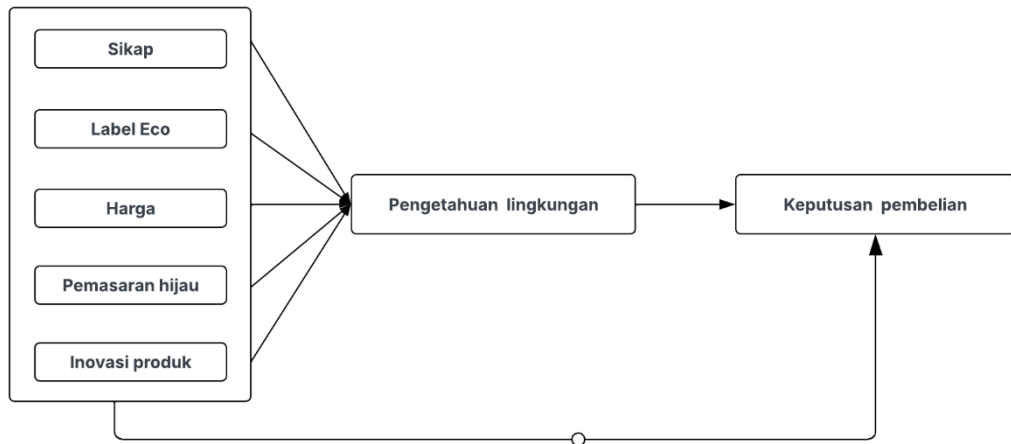 Sikap
Label Eco
Harga
Pengetahuan lingkungan
Keputusan pembelian
Pemasaran hijau
Inovasi produk